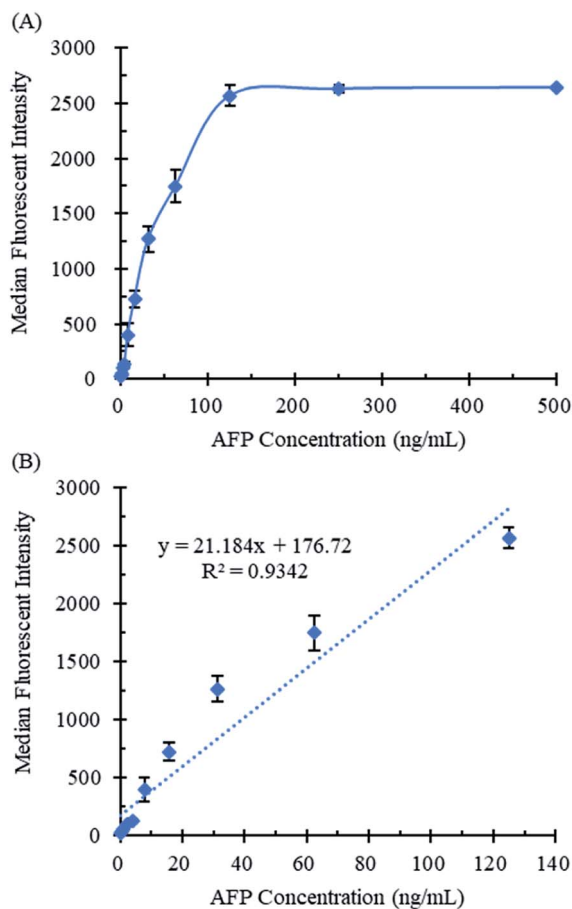 (A)
3000
2500
2000
1500
1000
500
0
Median Fluorescent Intensity
0 100 200 300 400 500
AFP Concentration (ng/mL)
(B)
3000
2500
2000
1500
1000
500
0
Median Fluorescent Intensity
y = 21.184x + 176.72
R² = 0.9342
0 20 40 60 80 100 120 140
AFP Concentration (ng/mL)